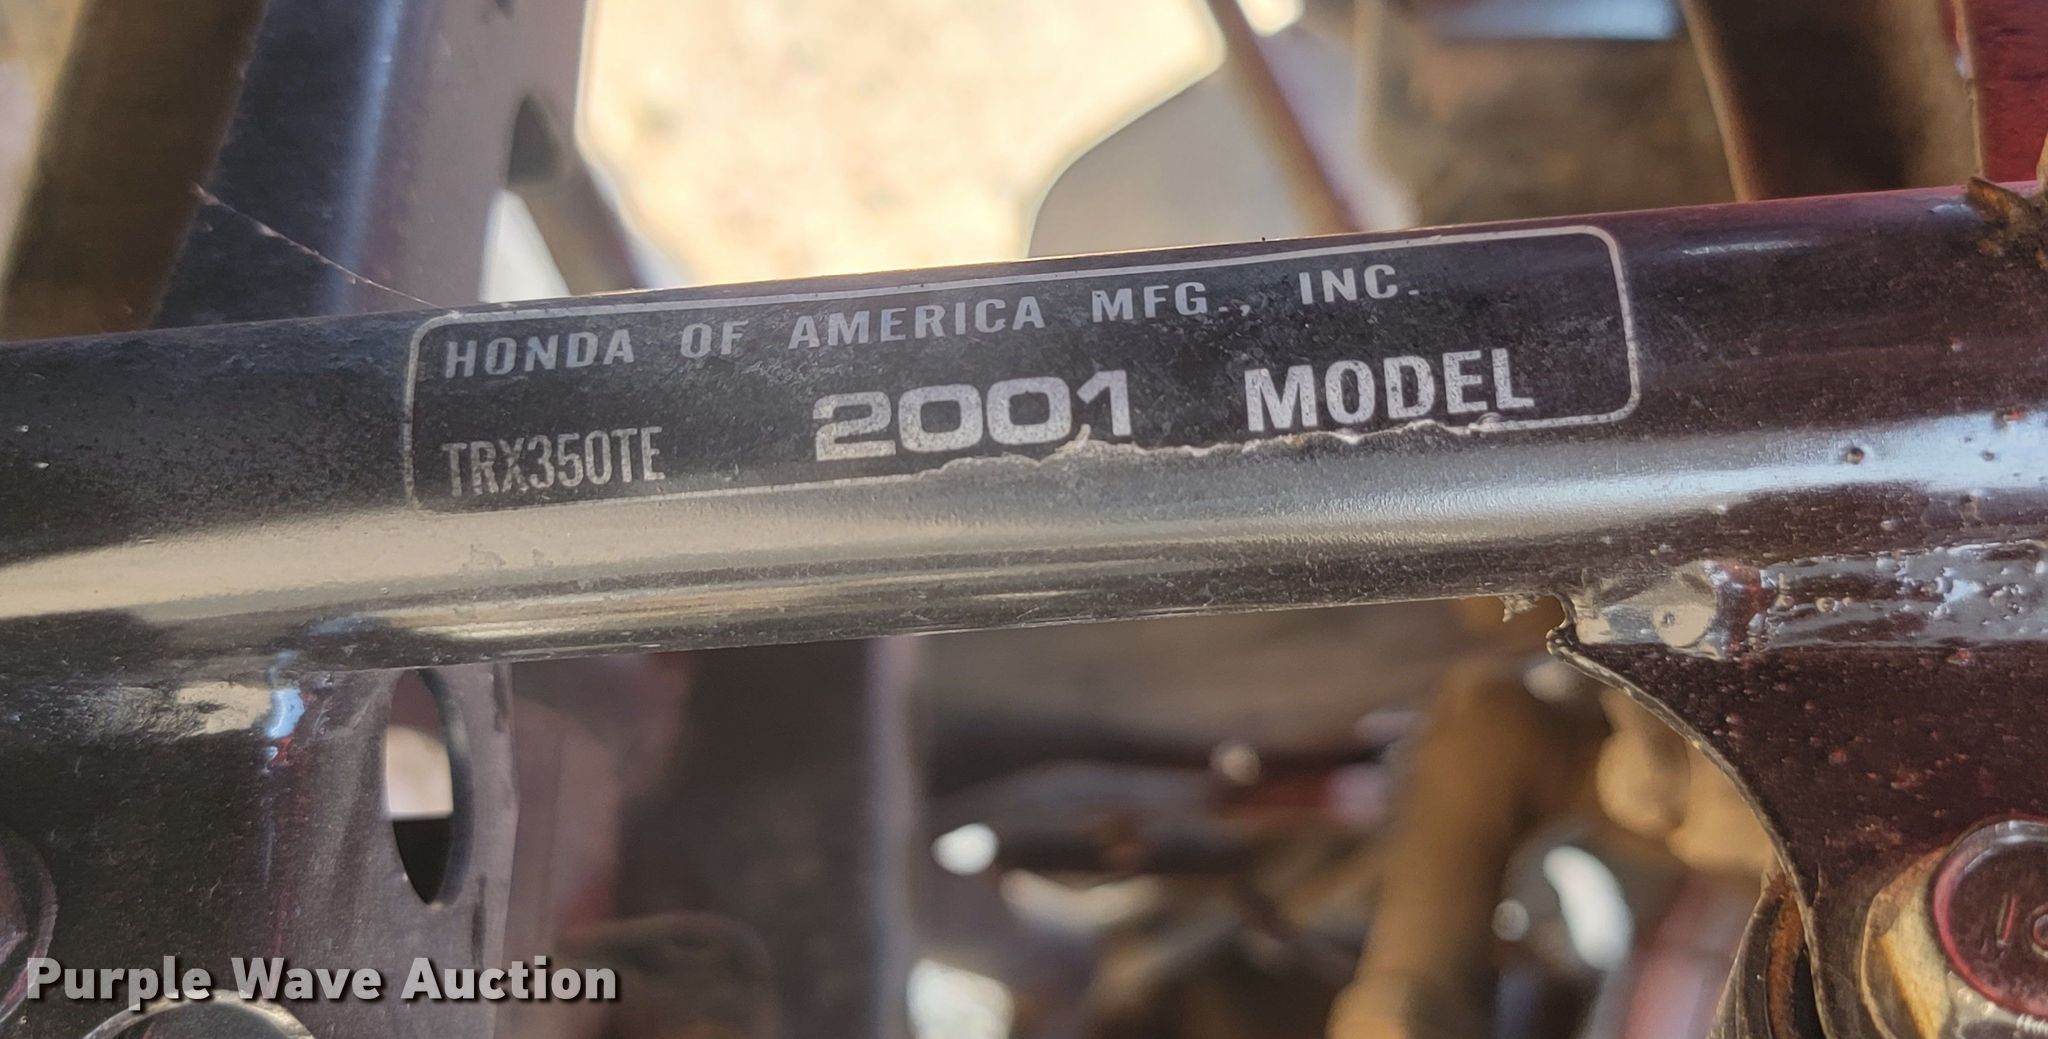 HONDA OF AMERICA MFG., INC.
TRX350TE 2001 MODEL
Purple Wave Auction